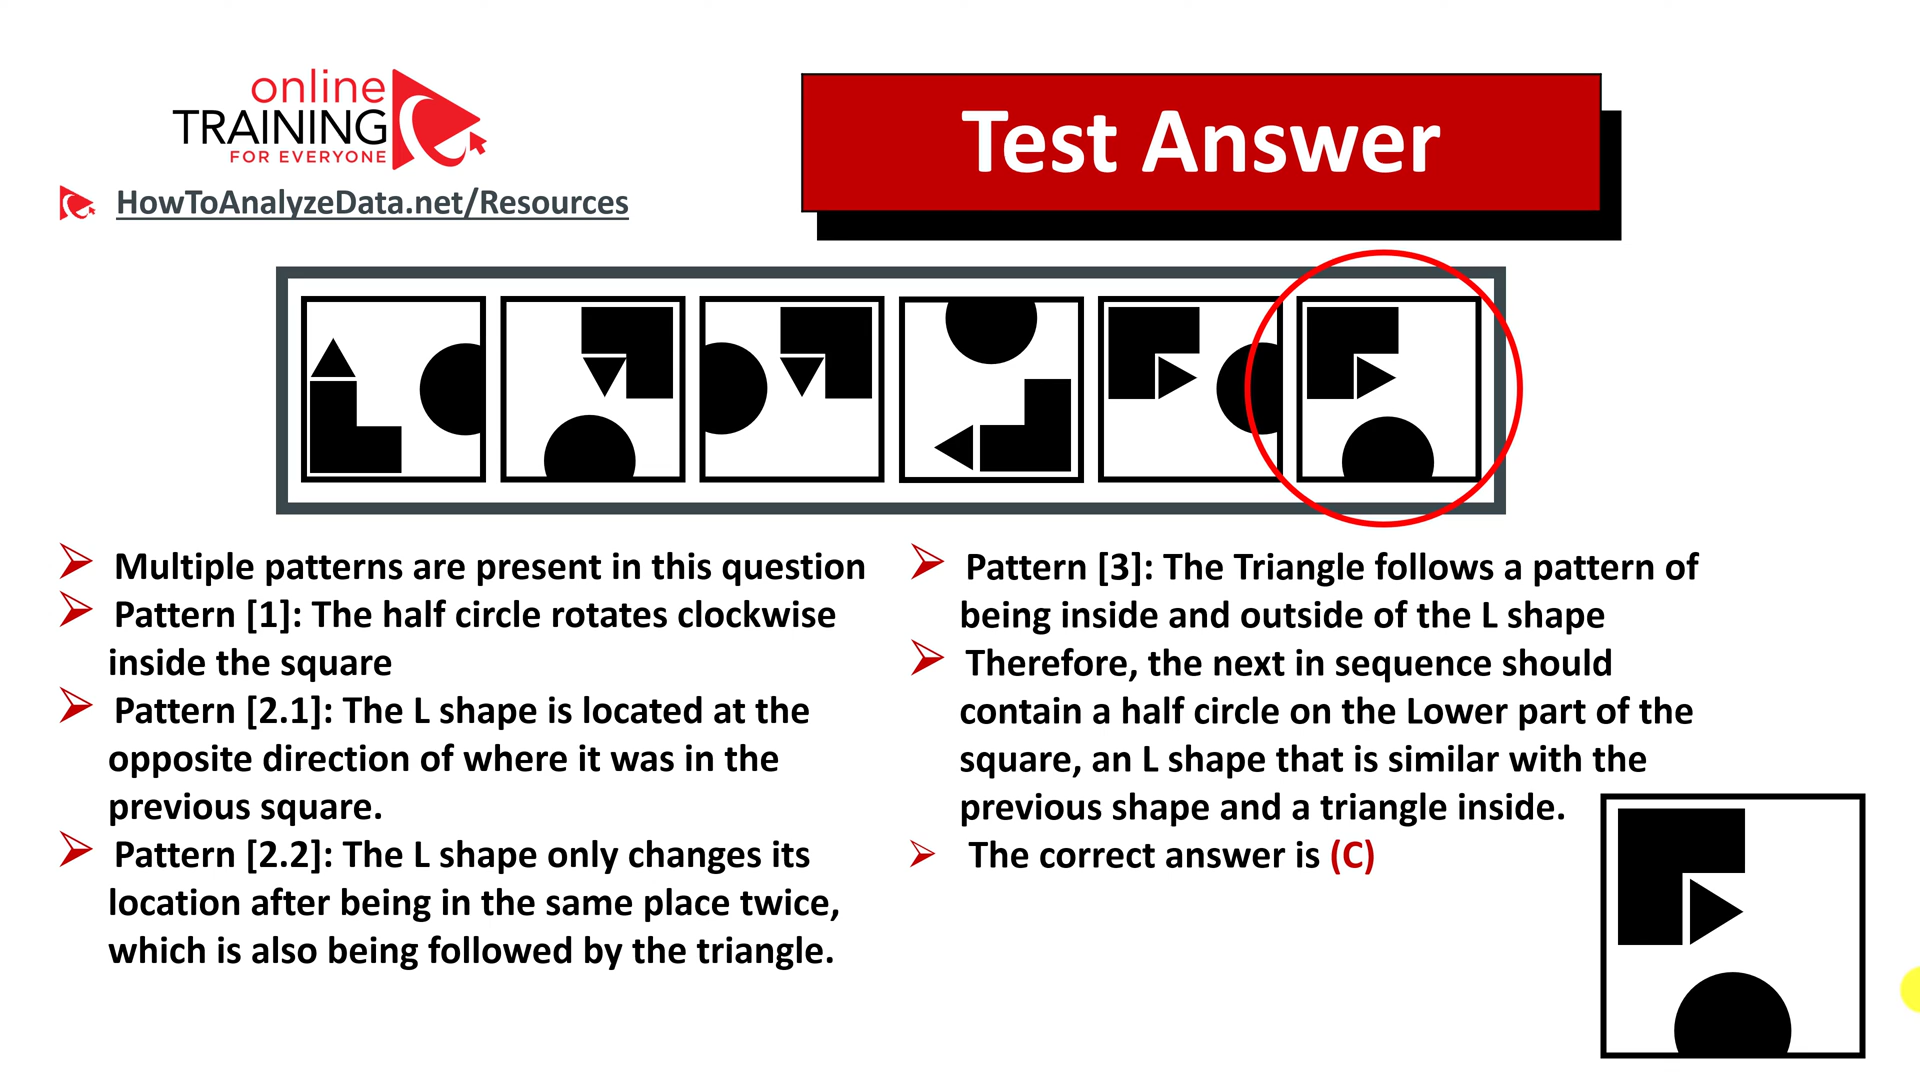 online
TRAINING
FOR EVERYONE
HowToAnalyzeData.net/Resources
Test Answer
Multiple patterns are present in this question
Pattern [1]: The half circle rotates clockwise
inside the square
Pattern [2.1]: The L shape is located at the
opposite direction of where it was in the
previous square.
Pattern [2.2]: The L shape only changes its
location after being in the same place twice,
which is also being followed by the triangle.
Pattern [3]: The Triangle follows a pattern of
being inside and outside of the L shape
Therefore, the next in sequence should
contain a half circle on the Lower part of the
square, an L shape that is similar with the
previous shape and a triangle inside.
The correct answer is (C)